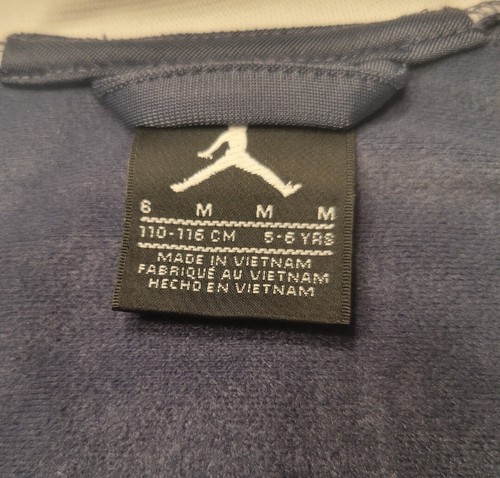 6 M M M
110-116 CM 5-6 YRS
MADE IN VIETNAM
FABRIQUÉ AU VIETNAM
HECHO EN VIETNAM